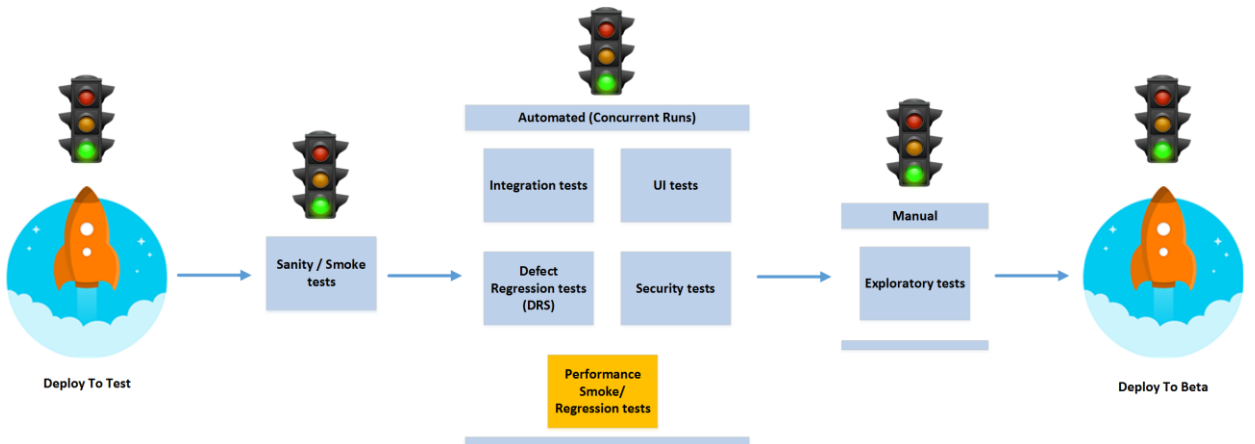 Automated (Concurrent Runs)
Integration tests
UI tests
Manual
Sanity / Smoke
tests
Defect
Regression tests
(DRS)
Security tests
Exploratory tests
Performance
Smoke/
Regression tests
Deploy To Test
Deploy To Beta